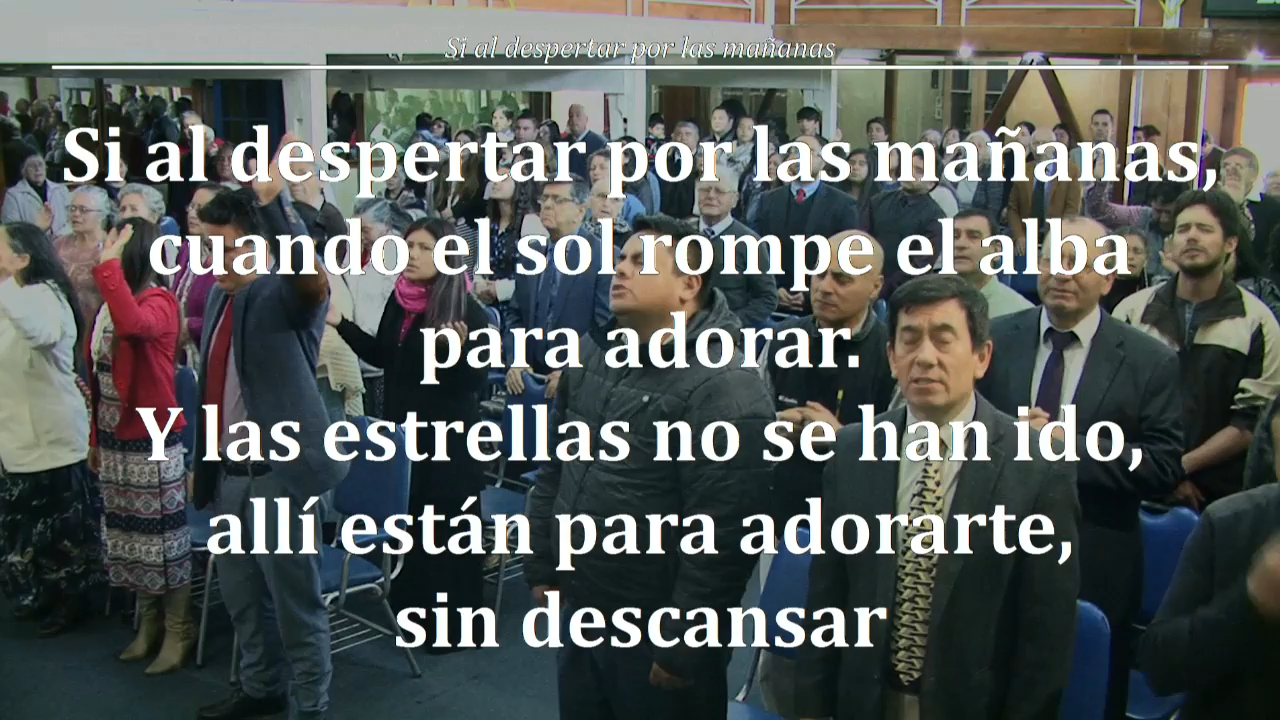 Si al despertar por las mañanas
Si al despertar por las mañanas,
cuando el sol rompe el alba
para adorar.
Y las estrellas no se han ido,
allí están para adorarte,
sin descansar